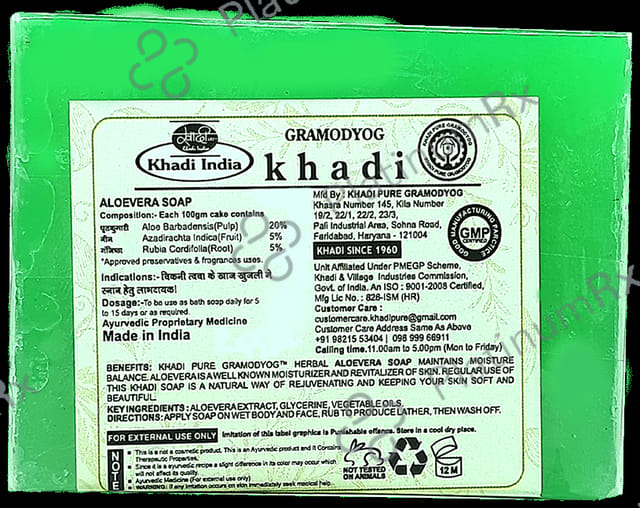 PlatinumRx
खादी
Khadi India
Khadi India
GRAMODYOG
khadi
KHADI PURE GRAMODYOG
KHADI PURE GRAMODYOG
ALOEVERA SOAP
Composition:- Each 100gm cake contains
घृतकुमारी Aloe Barbadensis(Pulp) 20%
नीम Azadirachta Indica(Fruit) 5%
मंजिष्ठा Rubia Cordifolia(Root) 5%
*Approved preservatives & fragrance uses.
Indications:- चिकनी त्वचा के खाज खुजली में
स्नान हेतु लाभदायक।
Dosage:-To be use as bath soap daily for 5
to 15 days or as required.
Ayurvedic Proprietary Medicine
Made in India
Mfd By : KHADI PURE GRAMODYOG
Khasra Number 145, Kila Number
19/2, 22/1, 22/2, 23/3,
Pali Industrial Area, Sohna Road,
Faridabad, Haryana - 121004
KHADI SINCE 1960
GOOD MANUFACTURING PRACTICE
GMP
CERTIFIED
Unit Affiliated Under PMEGP Scheme,
Khadi & Village Industries Commission,
Govt. of India. An ISO : 9001-2008 Certified,
Mfg Lic No. : 828-ISM (HR)
Customer Care :
customercare.khadipure@gmail.com
Customer Care Address Same As Above
+91 98215 53404 | 098 999 66911
Calling time.11.00am to 5.00pm (Mon to Friday)
BENEFITS: KHADI PURE GRAMODYOG™ HERBAL ALOEVERA SOAP MAINTAINS MOISTURE
BALANCE. ALOEVERA IS A WELL KNOWN MOISTURIZER AND REVITALIZER OF SKIN. REGULAR USE OF
THIS KHADI SOAP IS A NATURAL WAY OF REJUVENATING AND KEEPING YOUR SKIN SOFT AND
BEAUTIFUL.
KEY INGREDIENTS : ALOEVERA EXTRACT, GLYCERINE, VEGETABLE OILS.
DIRECTIONS: APPLY SOAP ON WET BODY AND FACE, RUB TO PRODUCE LATHER, THEN WASH OFF.
FOR EXTERNAL USE ONLY Imitation of this label graphics is Punishable offence. Store in a cool dry place.
NOTE
This is a not a cosmetic product. This is an Ayurvedic product and it Contains
Therapeutic Properties.
Since it is a ayurvedic recipe a slight difference in its color may occur which
will not affect its quality.
Ayurvedic Medicine (For external use only)
WARNING: If any irritation occurs on skin immediately seek medical help.
NOT TESTED
ON ANIMALS
12 M
PlatinumRx
PlatinumRx